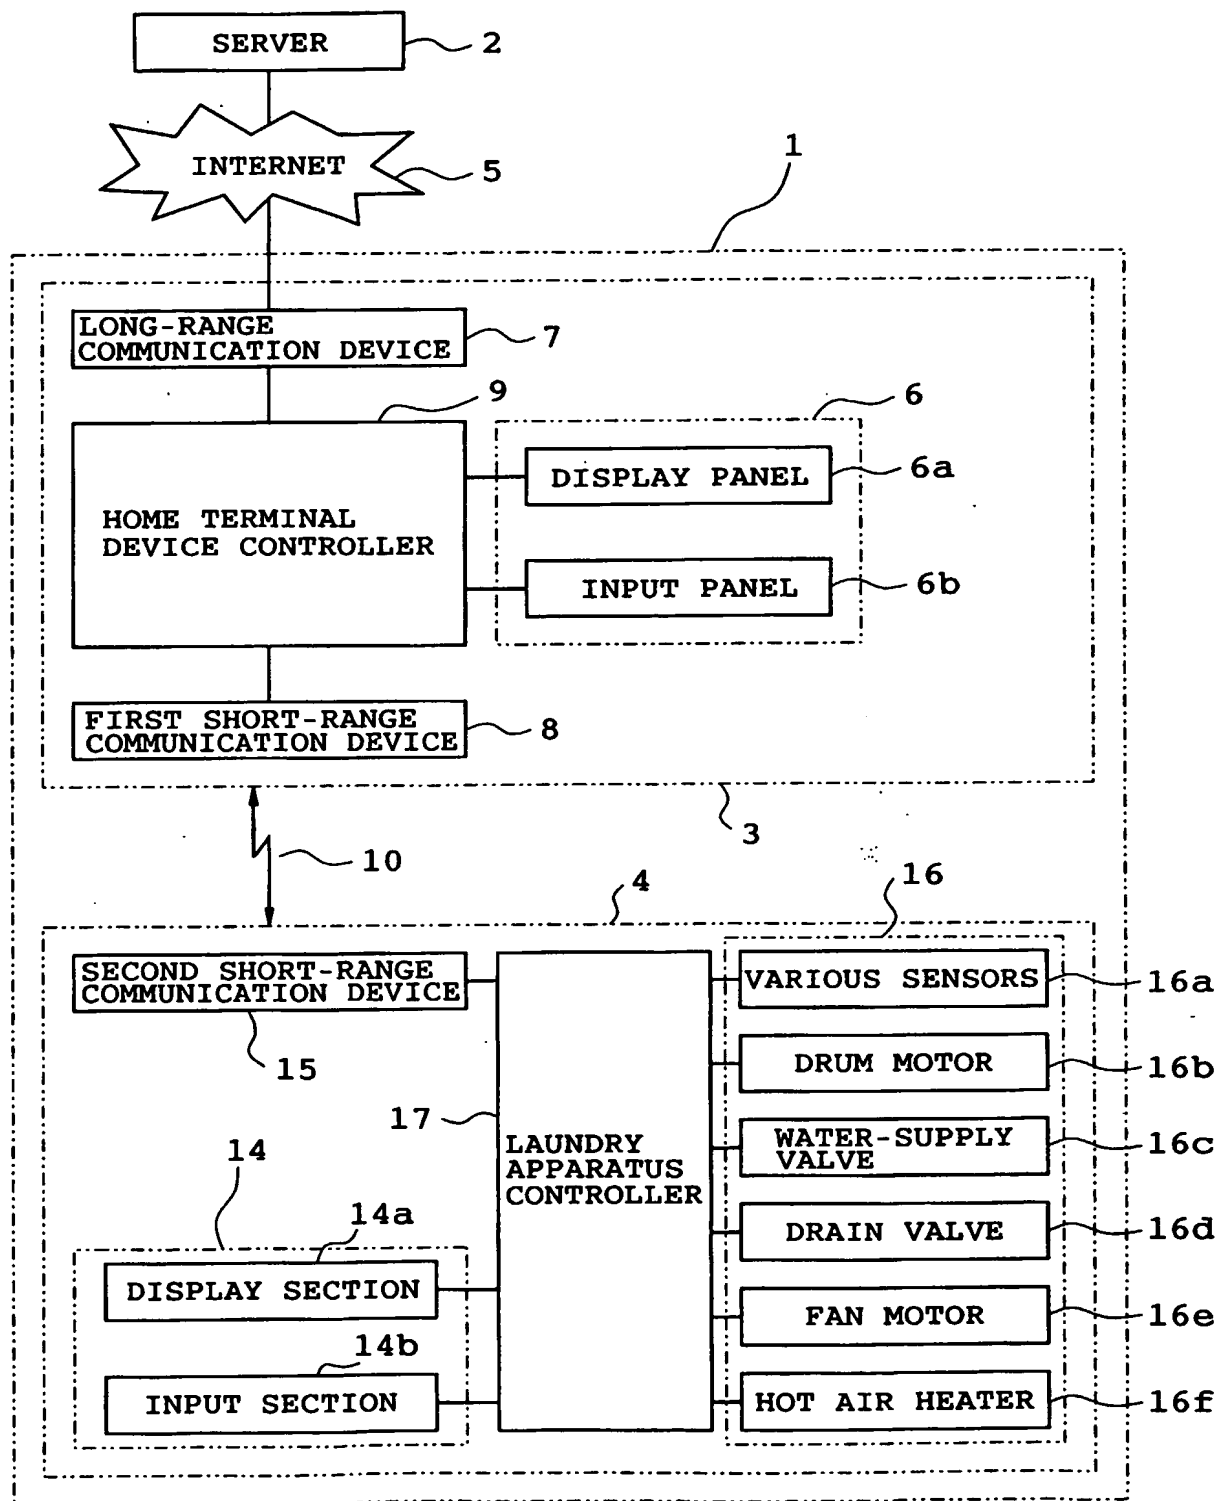 SERVER
2
INTERNET
5
1
LONG-RANGE
COMMUNICATION DEVICE
7
9
6
DISPLAY PANEL
6a
HOME TERMINAL
DEVICE CONTROLLER
INPUT PANEL
6b
FIRST SHORT-RANGE
COMMUNICATION DEVICE
8
3
10
4
16
SECOND SHORT-RANGE
COMMUNICATION DEVICE
VARIOUS SENSORS
16a
15
DRUM MOTOR
16b
17
LAUNDRY
APPARATUS
CONTROLLER
WATER-SUPPLY
VALVE
16c
14
14a
DRAIN VALVE
16d
DISPLAY SECTION
FAN MOTOR
16e
14b
INPUT SECTION
HOT AIR HEATER
16f